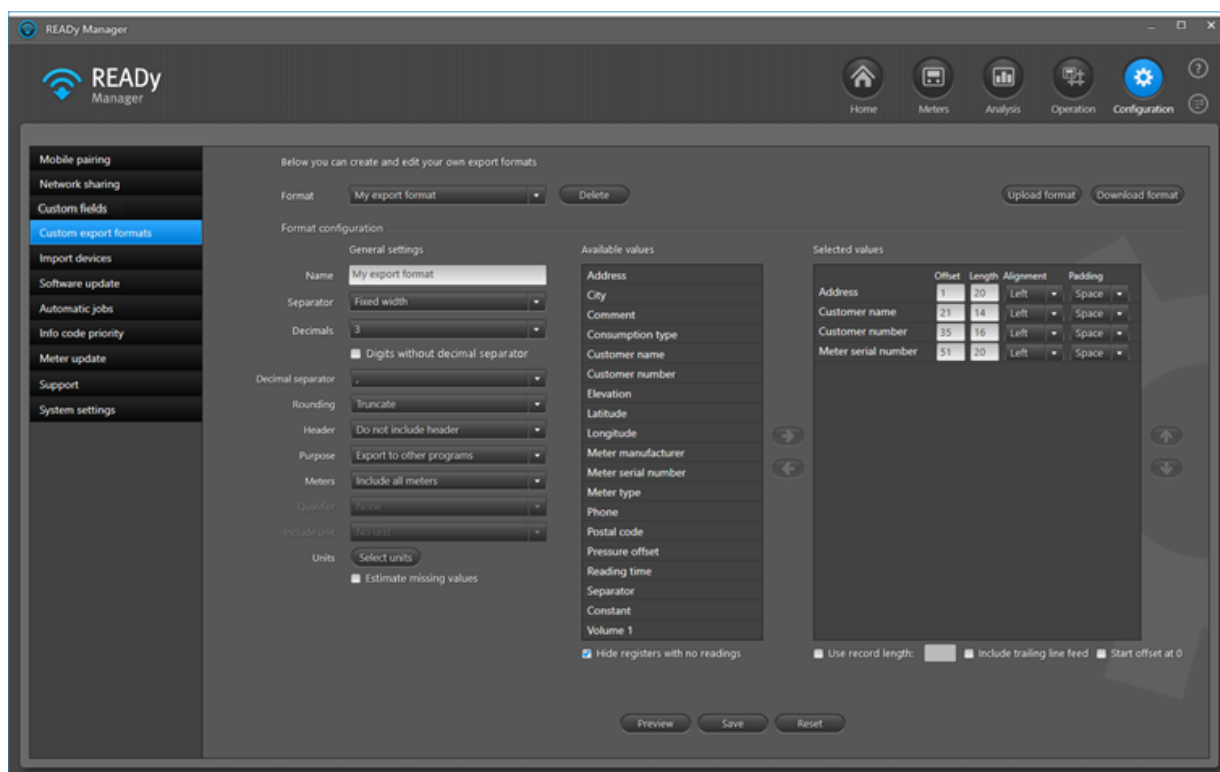 READy Manager
READy
Manager
Home
Meters
Analysis
Operation
Configuration
Mobile pairing
Network sharing
Custom fields
Custom export formats
Import devices
Software update
Automatic jobs
Info code priority
Meter update
Support
System settings
Below you can create and edit your own export formats
Format My export format Delete Upload format Download format
Format configuration
General settings
Name My export format
Separator Fixed width
Decimals 3
Digits without decimal separator
Decimal separator
Rounding Truncate
Header Do not include header
Purpose Export to other programs
Meters Include all meters
Qualifier None
Include unit No unit
Units Select units
Estimate missing values
Available values
Address
City
Comment
Consumption type
Customer name
Customer number
Elevation
Latitude
Longitude
Meter manufacturer
Meter serial number
Meter type
Phone
Postal code
Pressure offset
Reading time
Separator
Constant
Volume 1
Hide registers with no readings
Selected values
Offset Length Alignment Padding
Address 1 20 Left Space
Customer name 21 14 Left Space
Customer number 35 16 Left Space
Meter serial number 51 20 Left Space
Use record length: Include trailing line feed Start offset at 0
Preview Save Reset